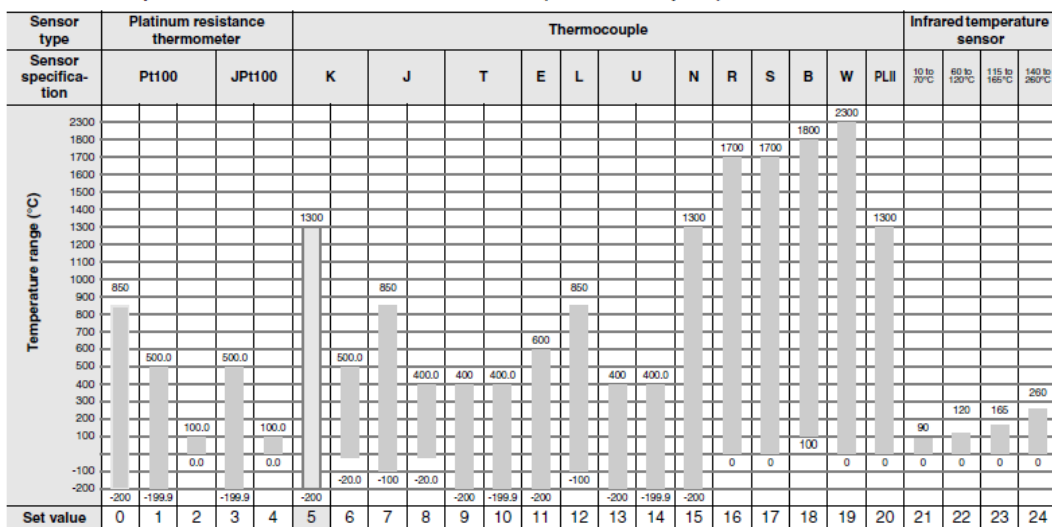 Sensor type Platinum resistance thermometer Thermocouple Infrared temperature sensor
Sensor specifica-tion Pt100 JPt100 K J T E L U N R S B W PLII 10 to 70°C 60 to 120°C 115 to 165°C 140 to 260°C
Temperature range (°C)
2300 2300
1800 1800
1700 1700 1700
1600
1500
1400
1300 1300 1300 1300
1200
1100
1000
900 850 850 850
800
700
600 600
500 500.0 500.0 500.0
400 400.0 400 400.0 400 400.0
300
200 260
100 100.0 100.0 90 120 165
0.0 0.0 100 0 0 0 0 0 0 0 0
-100 -20.0 -100 -20.0 -100
-200 -200 -199.9 -199.9 -200 -200 -199.9 -200 -200 -199.9 -200
Set value 0 1 2 3 4 5 6 7 8 9 10 11 12 13 14 15 16 17 18 19 20 21 22 23 24